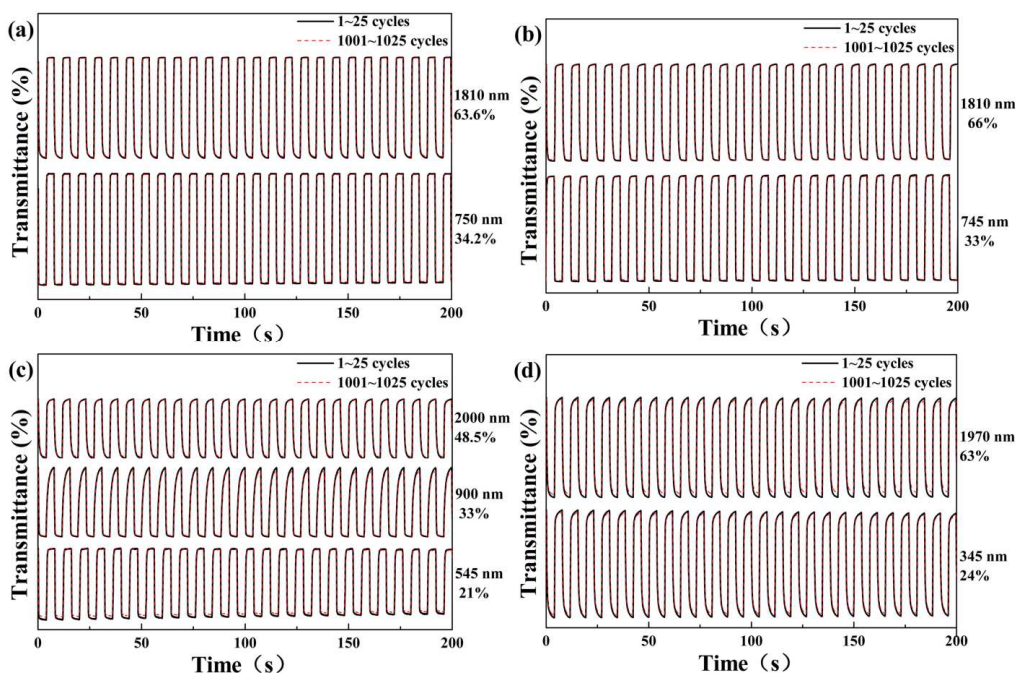 (a)
1~25 cycles
1001~1025 cycles
Transmittance (%)
1810 nm
63.6%
750 nm
34.2%
0 50 100 150 200
Time（s）
(b)
1~25 cycles
1001~1025 cycles
Transmittance (%)
1810 nm
66%
745 nm
33%
0 50 100 150 200
Time（s）
(c)
1~25 cycles
1001~1025 cycles
Transmittance (%)
2000 nm
48.5%
900 nm
33%
545 nm
21%
0 50 100 150 200
Time（s）
(d)
1~25 cycles
1001~1025 cycles
Transmittance (%)
1970 nm
63%
345 nm
24%
0 50 100 150 200
Time（s）